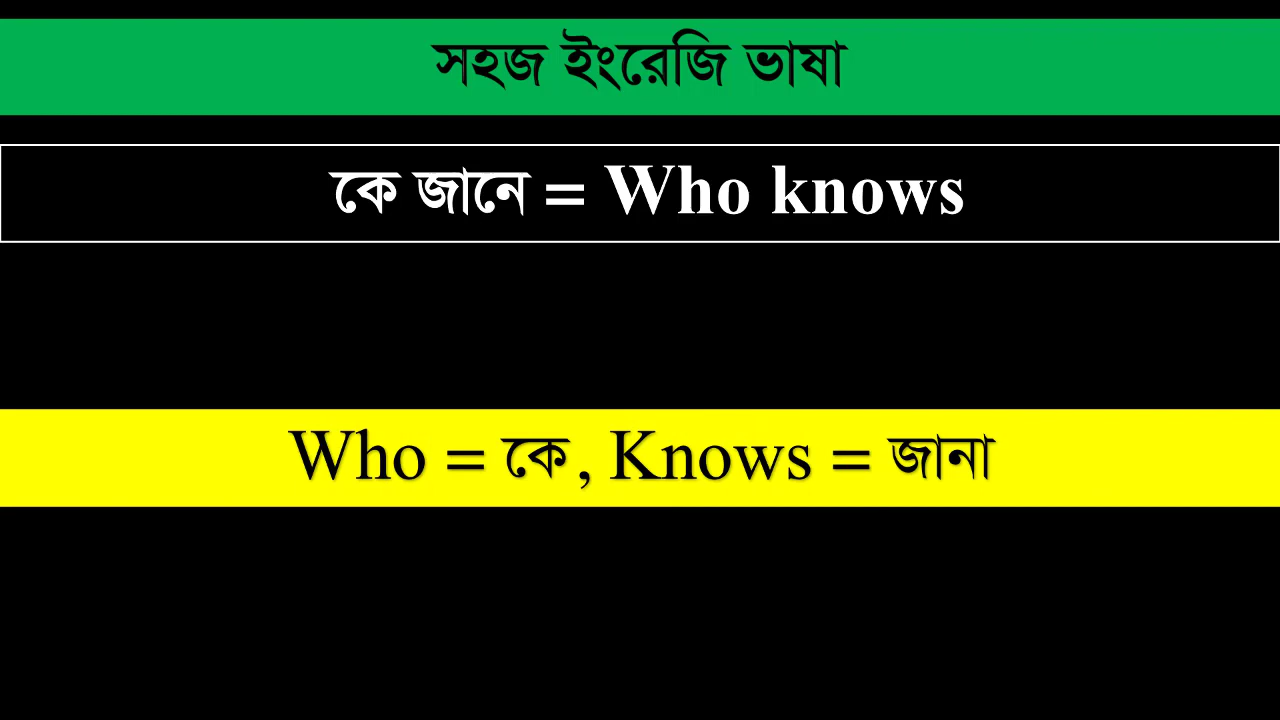 সহজ ইংরেজি ভাষা
কে জানে = Who knows
Who = কে, Knows = জানা